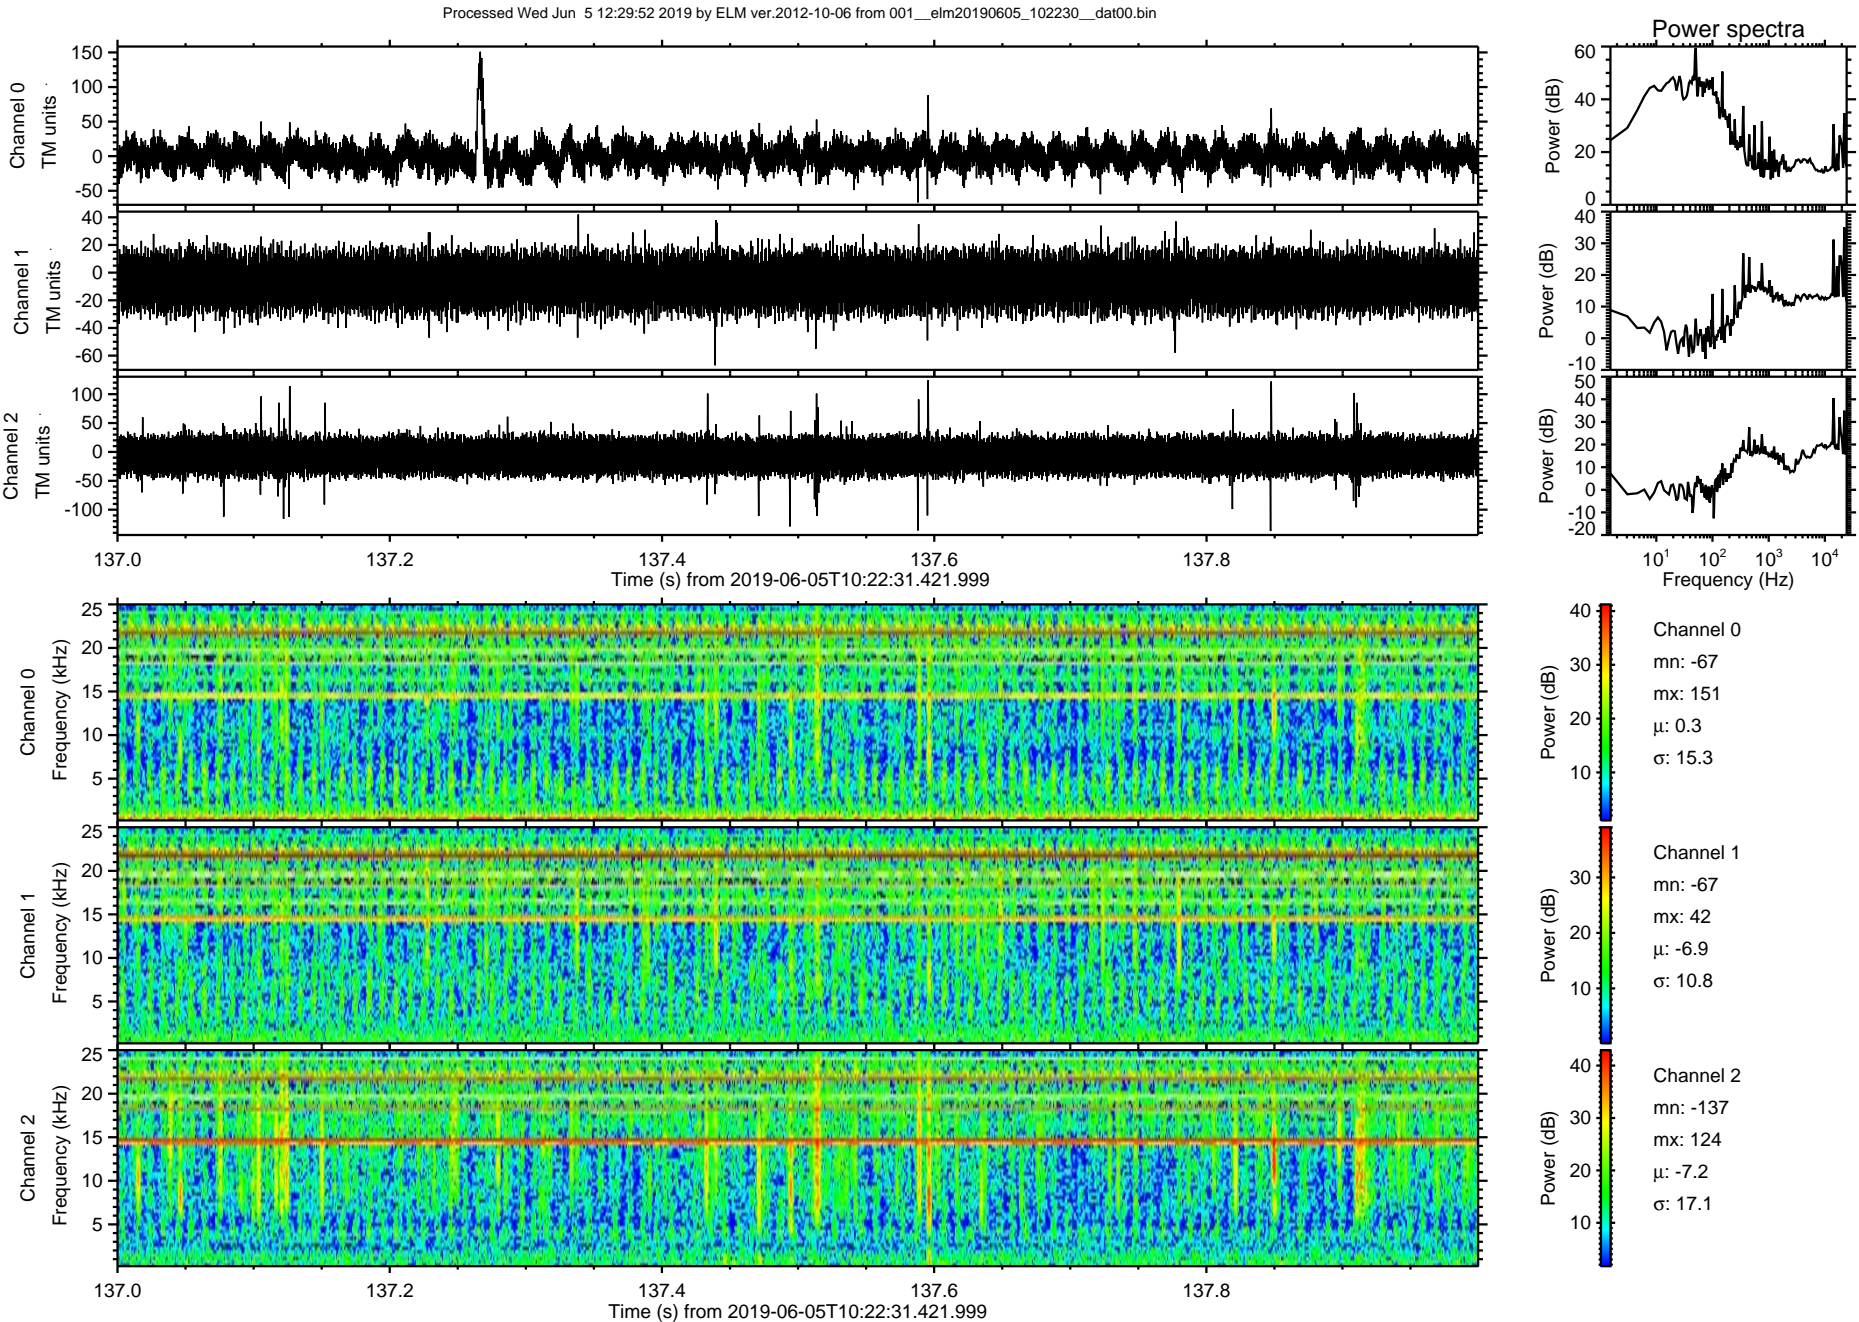 Processed Wed Jun  5 12:29:52 2019 by ELM ver.2012-10-06 from 001__elm20190605_102230__dat00.bin
Power spectra
Channel 0
TM units
150
100
50
0
-50
Power (dB)
60
40
20
0
Channel 1
TM units
40
20
0
-20
-40
-60
Power (dB)
40
30
20
10
0
-10
Channel 2
TM units
100
50
0
-50
-100
Power (dB)
50
40
30
20
10
0
-10
-20
137.0 137.2 137.4 137.6 137.8
Time (s) from 2019-06-05T10:22:31.421.999
10^1 10^2 10^3 10^4
Frequency (Hz)
Channel 0
Frequency (kHz)
25
20
15
10
5
Power (dB)
40
30
20
10
Channel 0
mn: -67
mx: 151
μ: 0.3
σ: 15.3
Channel 1
Frequency (kHz)
25
20
15
10
5
Power (dB)
30
20
10
Channel 1
mn: -67
mx: 42
μ: -6.9
σ: 10.8
Channel 2
Frequency (kHz)
25
20
15
10
5
Power (dB)
40
30
20
10
Channel 2
mn: -137
mx: 124
μ: -7.2
σ: 17.1
137.0 137.2 137.4 137.6 137.8
Time (s) from 2019-06-05T10:22:31.421.999